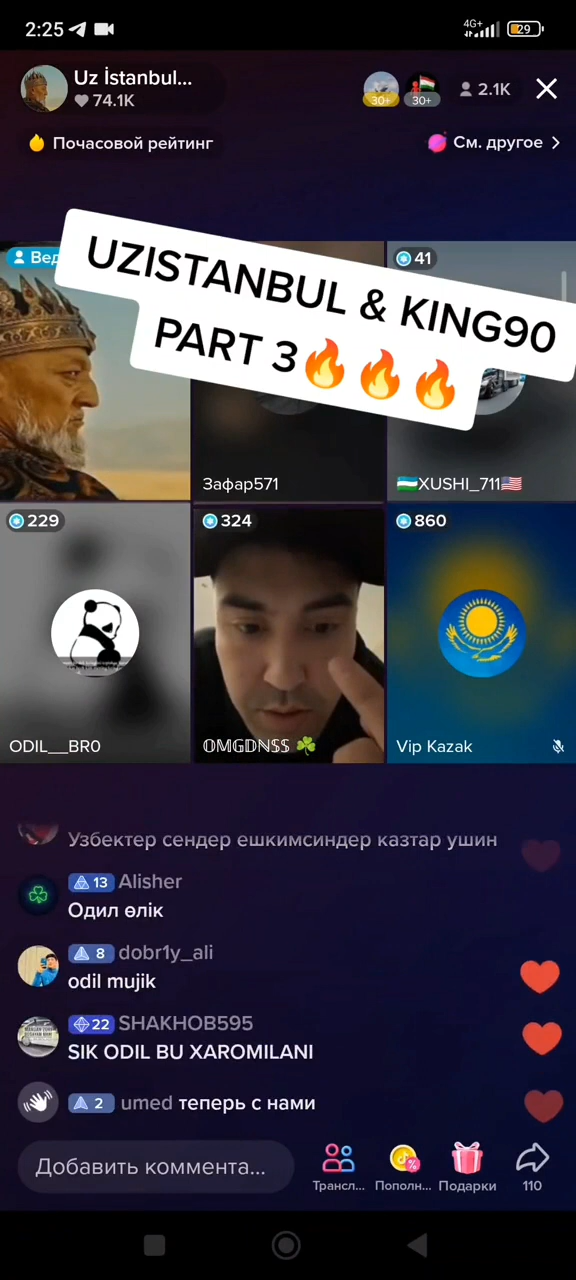 2:25
4G+
29
Uz İstanbul...
74.1K
30+
30+
2.1K
Почасовой рейтинг
См. другое
Вед
41
UZISTANBUL & KING90
PART 3🔥🔥🔥
Зафар571
🇺🇿XUSHI_711🇺🇸
229
324
860
ODIL__BR0
𝕆𝕄𝔾𝔻ℕ$$ ☘️
Vip Kazak
Узбектер сендер ешкимсиндер казтар ушин
13 Alisher
Одил өлік
8 dobr1y_ali
odil mujik
22 SHAKHOB595
SIK ODIL BU XAROMILANI
2 umed теперь с нами
Добавить коммента...
Трансл...
Пополн...
Подарки
110